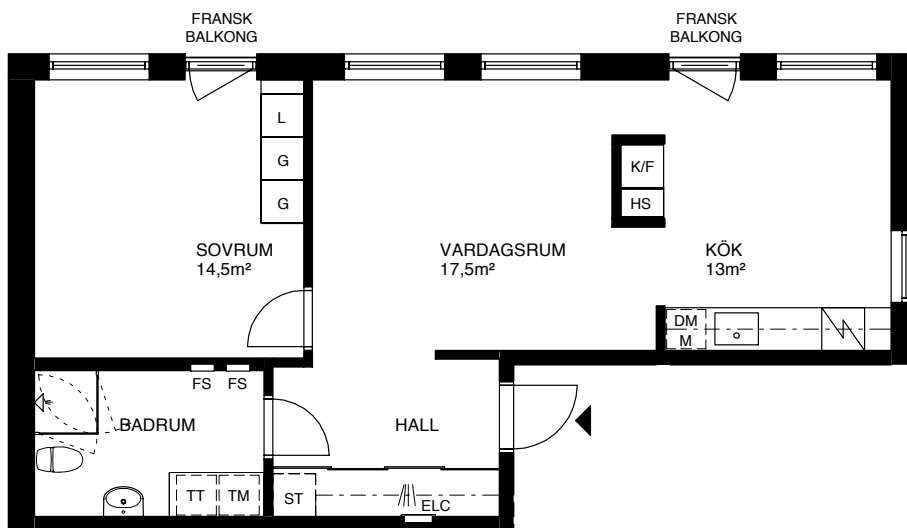 FRANSK
BALKONG
FRANSK
BALKONG
L
G
G
K/F
HS
SOVRUM
14,5m²
VARDAGSRUM
17,5m²
KÖK
13m²
DM
M
FS
FS
BADRUM
HALL
TT
TM
ST
ELC